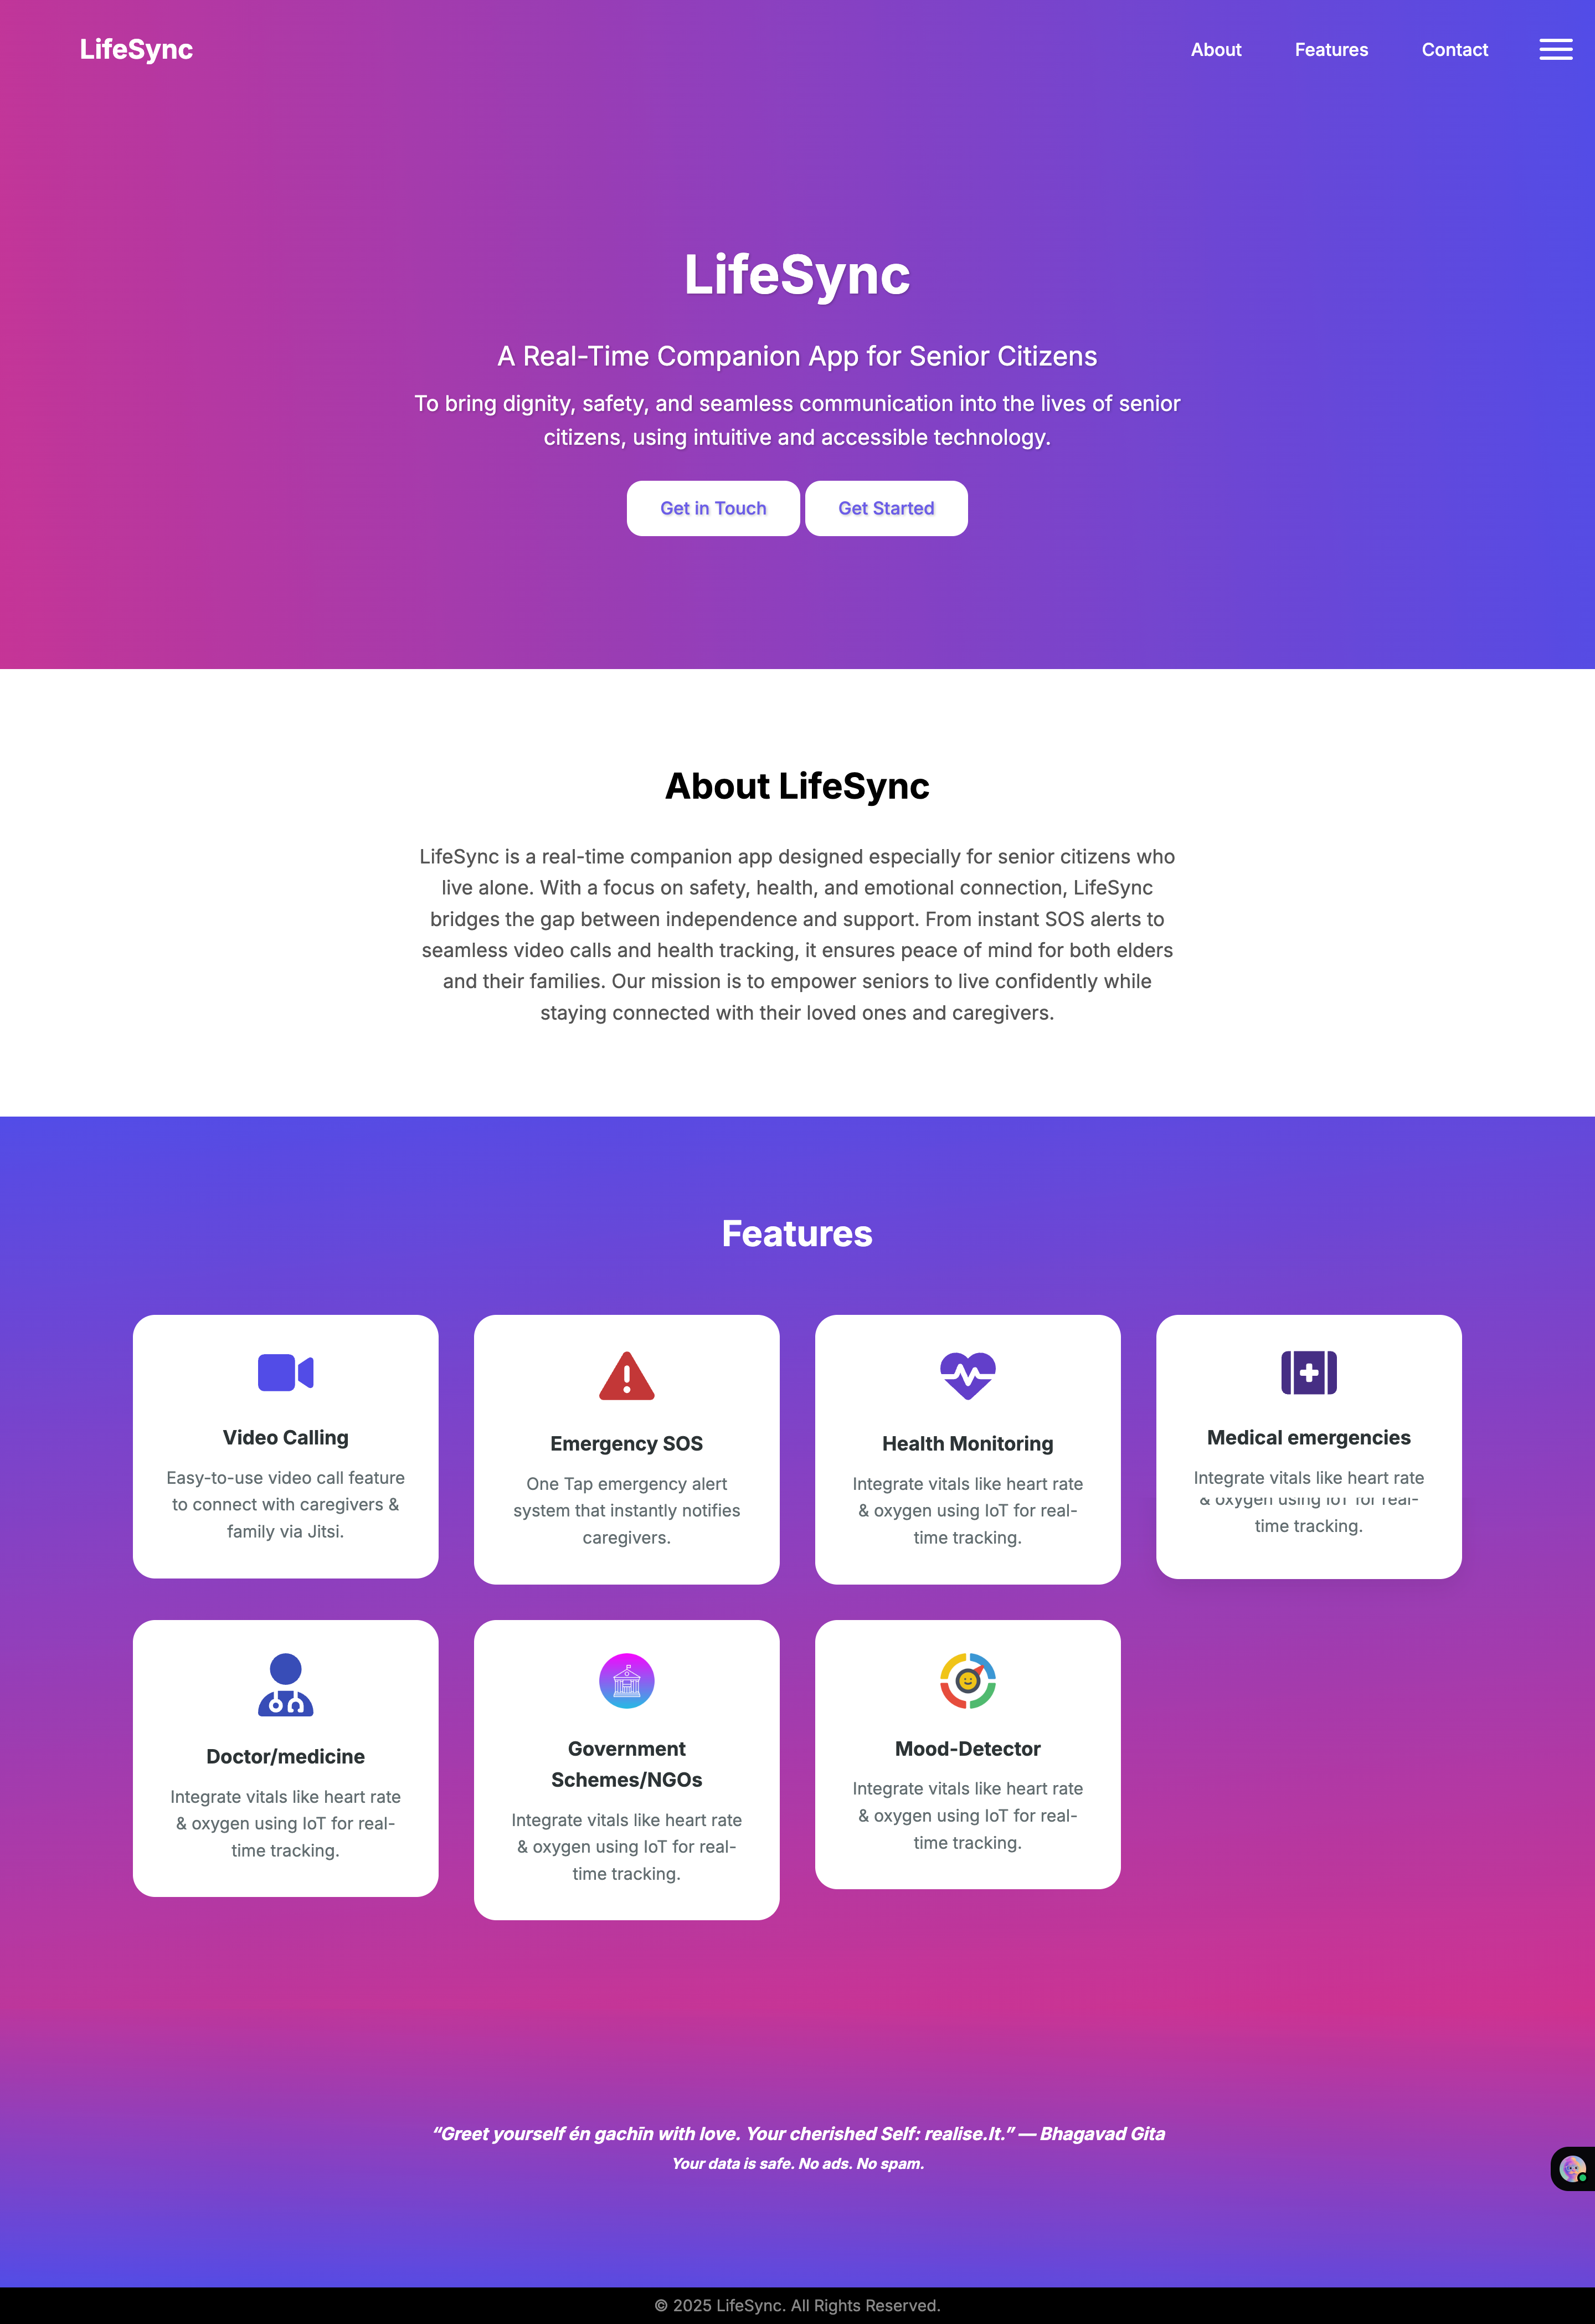 LifeSync
About
Features
Contact
LifeSync
A Real-Time Companion App for Senior Citizens
To bring dignity, safety, and seamless communication into the lives of senior
citizens, using intuitive and accessible technology.
Get in Touch
Get Started
About LifeSync
LifeSync is a real-time companion app designed especially for senior citizens who
live alone. With a focus on safety, health, and emotional connection, LifeSync
bridges the gap between independence and support. From instant SOS alerts to
seamless video calls and health tracking, it ensures peace of mind for both elders
and their families. Our mission is to empower seniors to live confidently while
staying connected with their loved ones and caregivers.
Features
Video Calling
Easy-to-use video call feature
to connect with caregivers &
family via Jitsi.
Emergency SOS
One Tap emergency alert
system that instantly notifies
caregivers.
Health Monitoring
Integrate vitals like heart rate
& oxygen using IoT for real-
time tracking.
Medical emergencies
Integrate vitals like heart rate
& oxygen using IoT for real-
time tracking.
Doctor/medicine
Integrate vitals like heart rate
& oxygen using IoT for real-
time tracking.
Government
Schemes/NGOs
Integrate vitals like heart rate
& oxygen using IoT for real-
time tracking.
Mood-Detector
Integrate vitals like heart rate
& oxygen using IoT for real-
time tracking.
“Greet yourself én gachīn with love. Your cherished Self: realise.It.” — Bhagavad Gita
Your data is safe. No ads. No spam.
© 2025 LifeSync. All Rights Reserved.